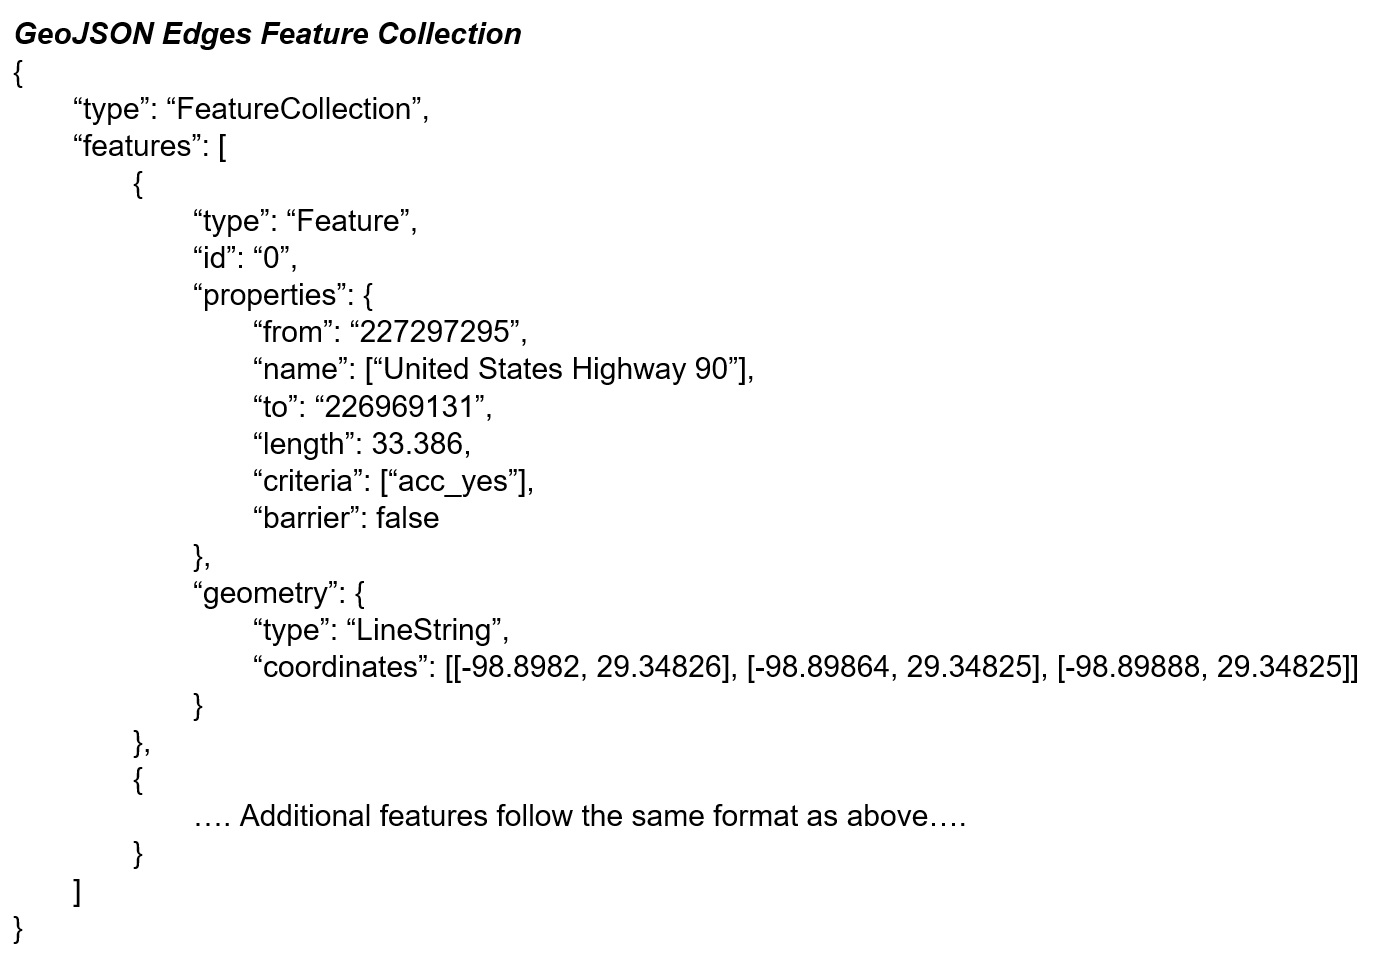 GeoJSON Edges Feature Collection
{
“type”: “FeatureCollection”,
“features”: [
{
“type”: “Feature”,
“id”: “0”,
“properties”: {
“from”: “227297295”,
“name”: [“United States Highway 90”],
“to”: “226969131”,
“length”: 33.386,
“criteria”: [“acc_yes”],
“barrier”: false
},
“geometry”: {
“type”: “LineString”,
“coordinates”: [[-98.8982, 29.34826], [-98.89864, 29.34825], [-98.89888, 29.34825]]
}
},
{
…. Additional features follow the same format as above….
}
]
}